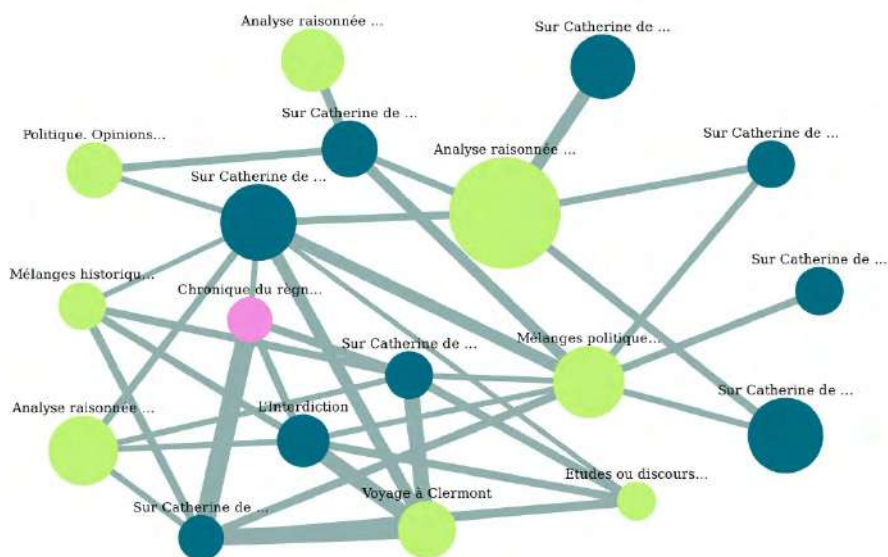 Analyse raisonnée ...
Sur Catherine de ...
Sur Catherine de ...
Politique. Opinions...
Analyse raisonnée ...
Sur Catherine de ...
Sur Catherine de ...
Sur Catherine de ...
Mélanges historiqu...
Chronique du règn...
Sur Catherine de ...
Mélanges politique...
Sur Catherine de ...
Analyse raisonnée ...
L'Interdiction
Etudes ou discours...
Voyage à Clermont
Sur Catherine de ...